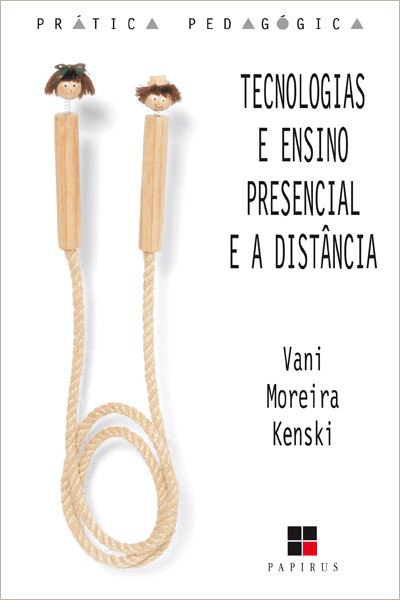 PRÁTICA PEDAGÓGICA
TECNOLOGIAS
E ENSINO
PRESENCIAL
E A DISTÂNCIA
Vani
Moreira
Kenski
PAPIRUS